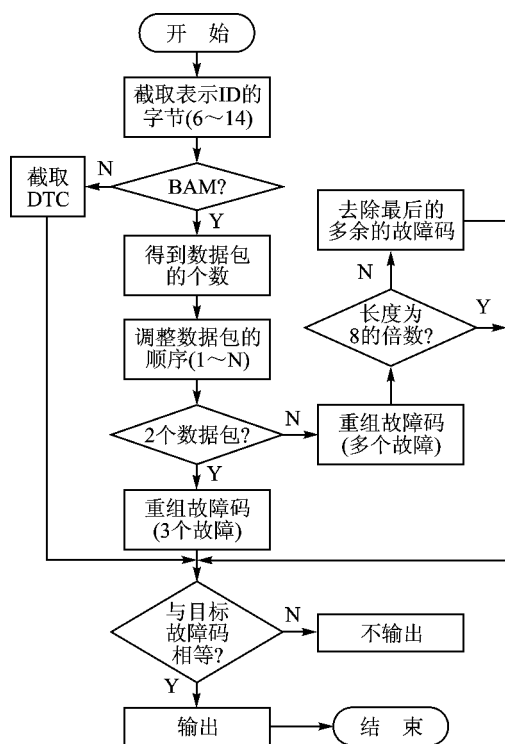 开 始
截取表示ID的
字节(6～14)
BAM?
N
截取
DTC
Y
得到数据包
的个数
调整数据包的
顺序(1～N)
2个数据包?
N
重组故障码
(多个故障)
长度为
8的倍数?
N
Y
去除最后的
多余的故障码
Y
重组故障码
(3个故障)
与目标
故障码
相等?
N
不输出
Y
输出
结 束